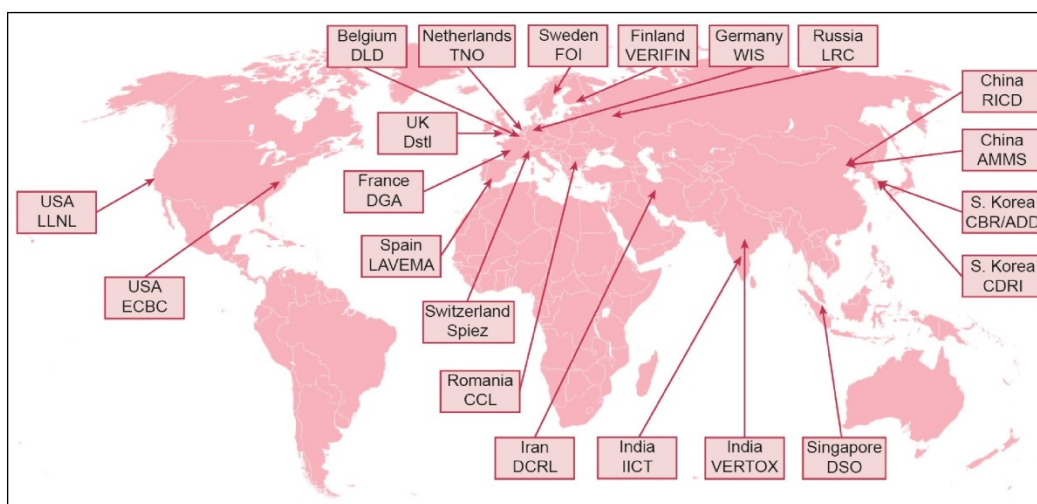 Belgium
DLD
Netherlands
TNO
Sweden
FOI
Finland
VERIFIN
Germany
WIS
Russia
LRC
China
RICD
UK
Dstl
China
AMMS
France
DGA
USA
LLNL
S. Korea
CBR/ADD
Spain
LAVEMA
S. Korea
CDRI
USA
ECBC
Switzerland
Spiez
Romania
CCL
Iran
DCRL
India
IICT
India
VERTOX
Singapore
DSO